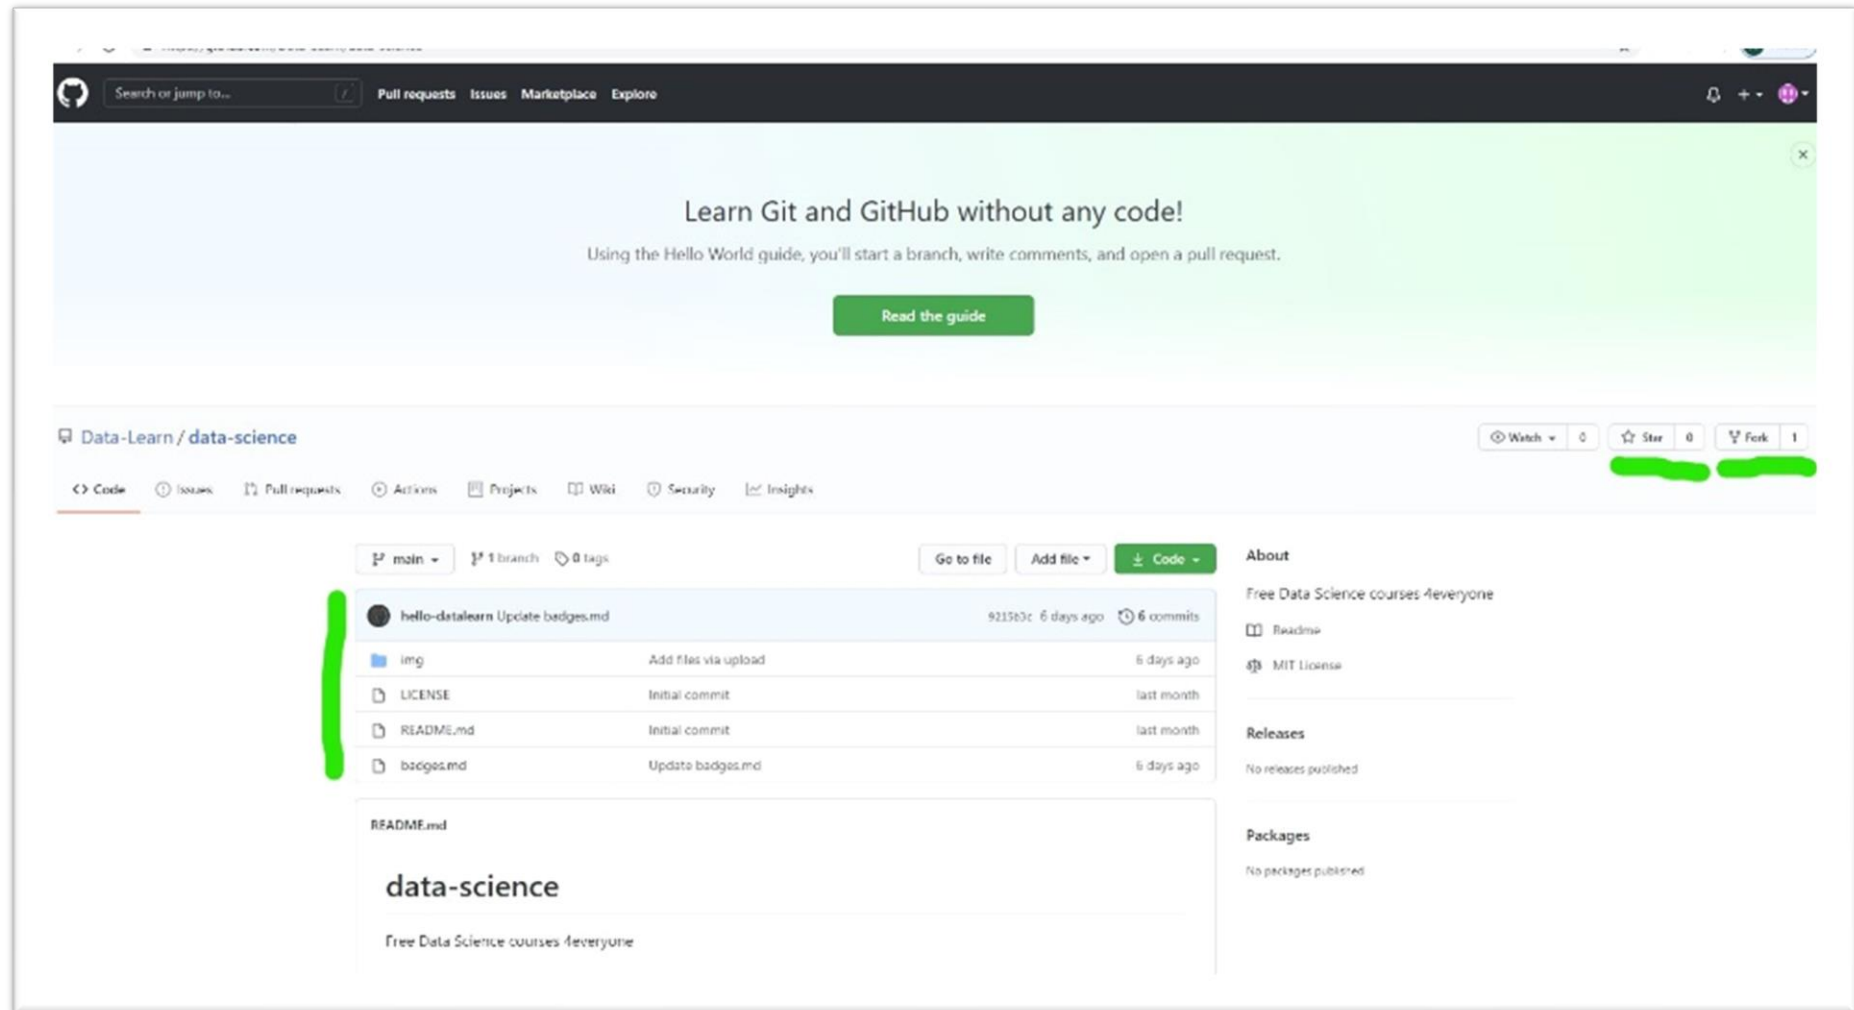 Search or jump to... /
Pull requests Issues Marketplace Explore
Learn Git and GitHub without any code!
Using the Hello World guide, you'll start a branch, write comments, and open a pull request.
Read the guide
Data-Learn / data-science
Watch 0 Star 0 Fork 1
Code Issues Pull requests Actions Projects Wiki Security Insights
main 1 branch 0 tags
Go to file Add file Code
hello-datalearn Update badges.md 6 days ago 6 commits
img Add files via upload 6 days ago
LICENSE Initial commit last month
README.md Initial commit last month
badges.md Update badges.md 6 days ago
README.md
data-science
Free Data Science courses 4everyone
About
Free Data Science courses 4everyone
Readme
MIT License
Releases
No releases published
Packages
No packages published